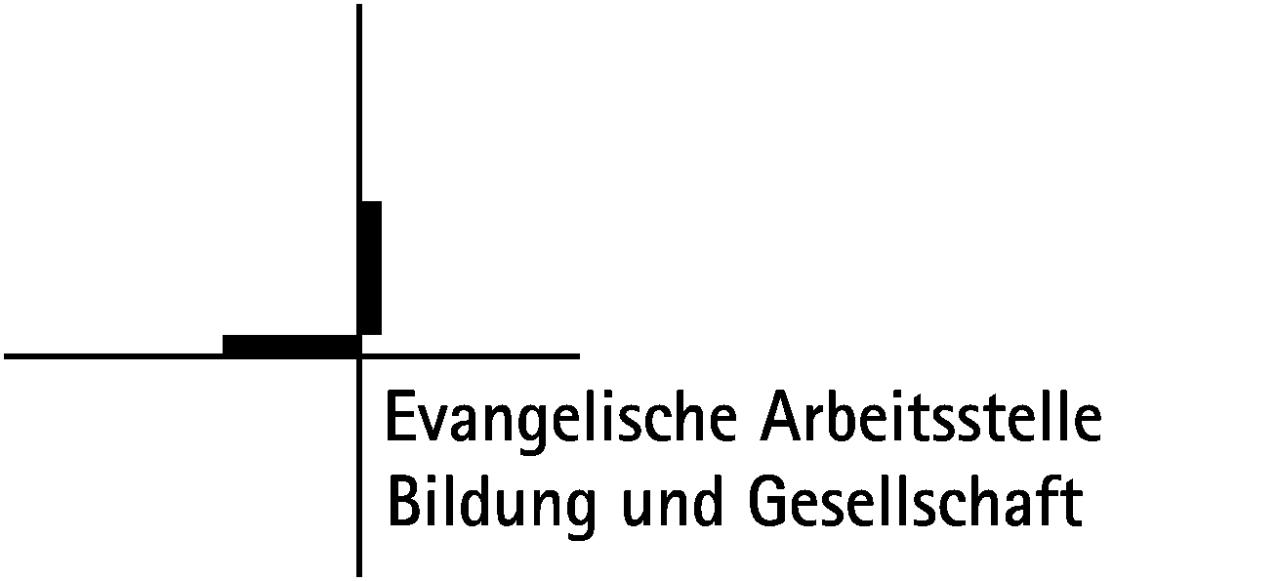 Evangelische Arbeitsstelle
Bildung und Gesellschaft